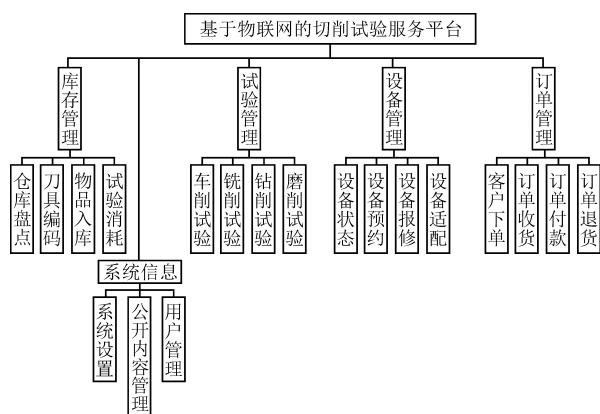 基于物联网的切削试验服务平台
库存管理
试验管理
设备管理
订单管理
仓库盘点
刀具编码
物品入库
试验消耗
车削试验
铣削试验
钻削试验
磨削试验
设备状态
设备预约
设备报修
设备适配
客户下单
订单收货
订单付款
订单退货
系统信息
系统设置
公开内容管理
用户管理